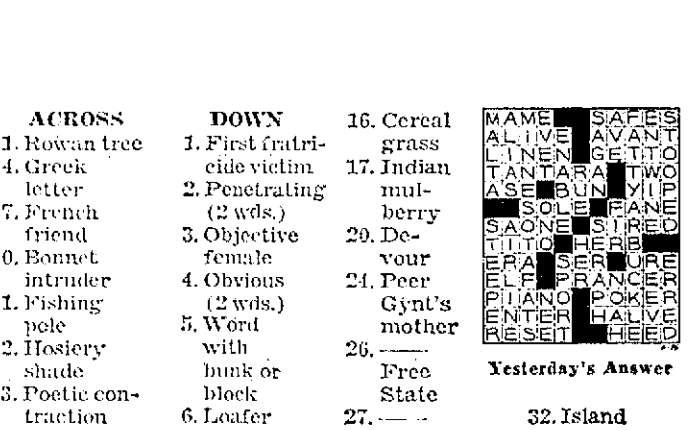 ACROSS
1. Rowan tree
4. Greek
letter
7. French
friend
0. Bonnet
intruder
1. Fishing
pole
2. Hosiery
shade
3. Poetic con-
traction
DOWN
1. First fratri-
cide victim
2. Penetrating
(2 wds.)
3. Objective
female
4. Obvious
(2 wds.)
5. Word
with
bunk or
block
6. Loafer
16. Cereal
grass
17. Indian
mul-
berry
20. De-
vour
21. Peer
Gynt's
mother
26. ——
Free
State
27. ——
MAME SAFES
ALIVE AVANT
LINEN GETTO
TANTARA TWO
ASE BUN YIP
SOLE FANE
SAONE SIRED
TITO HERB
ERA SER URE
ELF PRANCER
PIANO POKER
ENTER HALVE
RESET HEED
Yesterday's Answer
32. Island